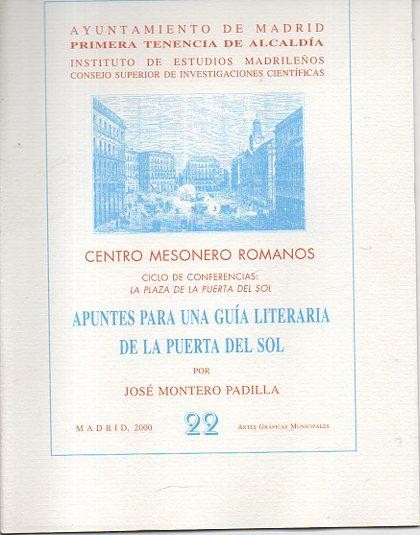 AYUNTAMIENTO DE MADRID
PRIMERA TENENCIA DE ALCALDÍA
INSTITUTO DE ESTUDIOS MADRILEÑOS
CONSEJO SUPERIOR DE INVESTIGACIONES CIENTÍFICAS
CENTRO MESONERO ROMANOS
CICLO DE CONFERENCIAS:
LA PLAZA DE LA PUERTA DEL SOL
APUNTES PARA UNA GUÍA LITERARIA
DE LA PUERTA DEL SOL
POR
JOSÉ MONTERO PADILLA
MADRID, 2000 22 ARTES GRÁFICAS MUNICIPALES